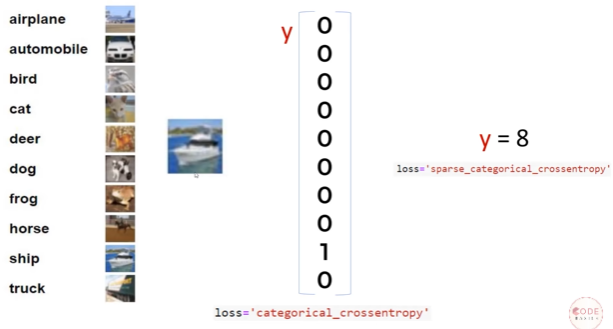 airplane
automobile
bird
cat
deer
dog
frog
horse
ship
truck
y
0
0
0
0
0
0
0
0
1
0
loss='categorical_crossentropy'
y = 8
loss='sparse_categorical_crossentropy'
CODE
BASICS